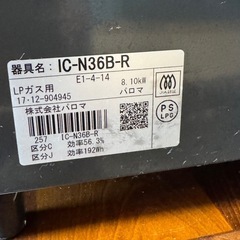 器具名: IC-N36B-R
E1-4-14
LPガス用 8.10kW
17·12-904945 パロマ
株式会社パロマ
257 IC-N36B-R
区分C 効率56.3%
区分J 効率192Wh
PS
LPG